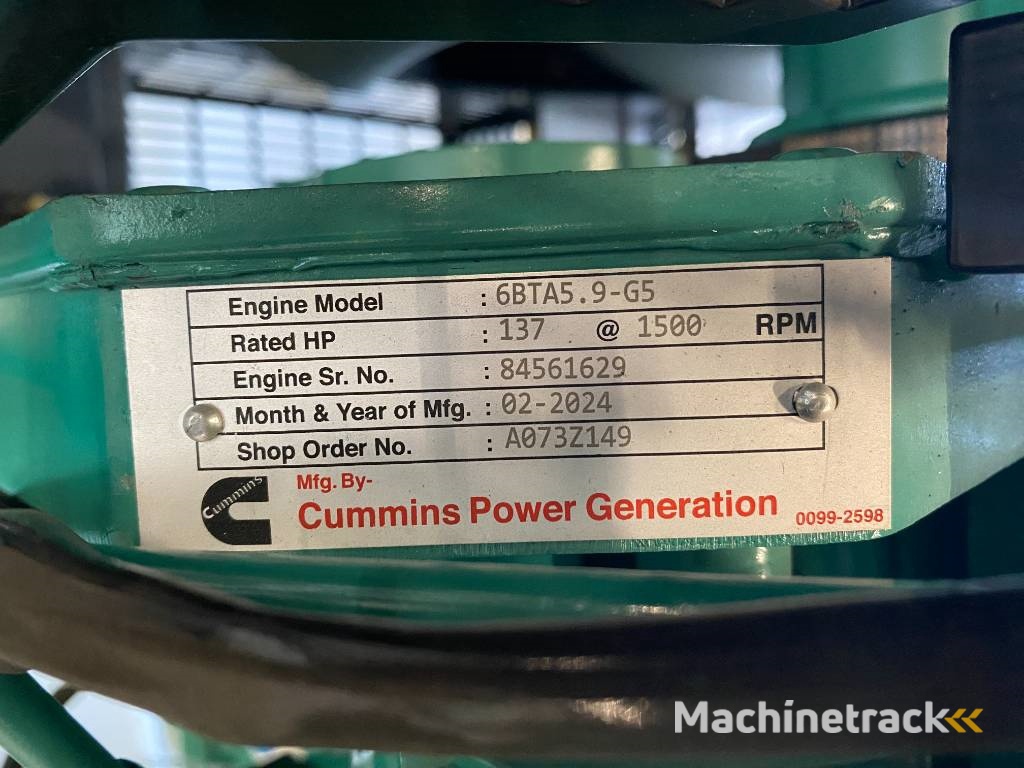 Engine Model : 6BTA5.9-G5
Rated HP : 137 @ 1500 RPM
Engine Sr. No. : 84561629
Month & Year of Mfg. : 02-2024
Shop Order No. : A073Z149
Cummins
Mfg. By-
Cummins Power Generation 0099-2598
Machinetrack